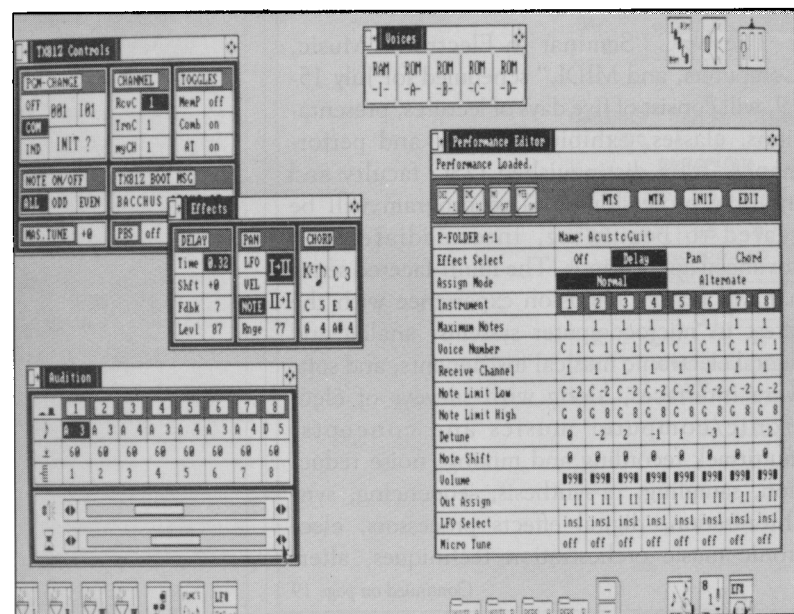 TX812 Controls
PGM-CHANGE CHANNEL TOGGLES
OFF 001 I01 RcvC 1 MemP off
COM TrnC 1 Comb on
IND INIT ? myCH 1 AT on
NOTE ON/OFF TX812 BOOT MSG
ALL ODD EVEN BACCHUS
MAS.TUNE +0 PBS off
Voices
RAM ROM ROM ROM ROM
-I- -A- -B- -C- -D-
Effects
DELAY PAN CHORD
Time 0.32 LFO I-II C 3
Shft +0 VEL
Fdbk 7 NOTE II-I C 5 E 4
Levl 87 Rnge 77 A 4 A# 4
Performance Editor
Performance Loaded.
MTS MTK INIT EDIT
P-FOLDER A-1 Name: AcustcGuit
Effect Select Off Delay Pan Chord
Assign Mode Normal Alternate
Instrument 1 2 3 4 5 6 7 8
Maximum Notes 1 1 1 1 1 1 1 1
Voice Number C 1 C 1 C 1 C 1 C 1 C 1 C 1 C 1
Receive Channel 1 1 1 1 1 1 1 1
Note Limit Low C -2 C -2 C -2 C -2 C -2 C -2 C -2 C -2
Note Limit High G 8 G 8 G 8 G 8 G 8 G 8 G 8 G 8
Detune 0 -2 2 -1 1 -3 1 -2
Note Shift 0 0 0 0 0 0 0 0
Volume
Out Assign I II I II I II I II I II I II I II I II
LFO Select ins1 ins1 ins1 ins1 ins1 ins1 ins1 ins1
Micro Tune off off off off off off off off
Audition
1 2 3 4 5 6 7 8
A 3 A 3 A 4 A 3 A 4 A 3 A 4 D 5
60 60 60 60 60 60 60 60
1 2 3 4 5 6 7 8